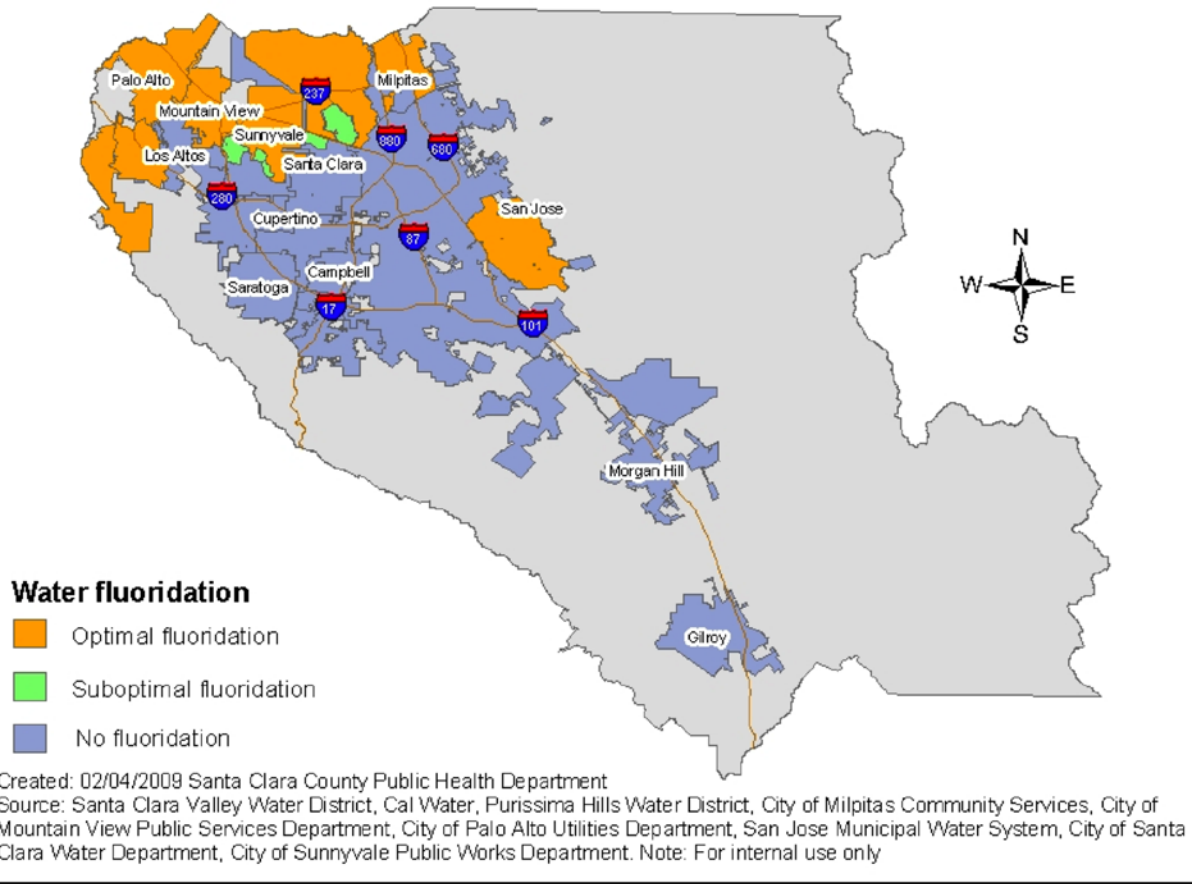 Palo Alto
Milpitas
237
Mountain View
Sunnyvale
880
680
Los Altos
Santa Clara
280
San Jose
Cupertino
87
N
Campbell
W
E
Saratoga
17
S
101
Morgan Hill
Water fluoridation
Optimal fluoridation
Gilroy
Suboptimal fluoridation
No fluoridation
Created: 02/04/2009 Santa Clara County Public Health Department
Source: Santa Clara Valley Water District, Cal Water, Purissima Hills Water District, City of Milpitas Community Services, City of
Mountain View Public Services Department, City of Palo Alto Utilities Department, San Jose Municipal Water System, City of Santa
Clara Water Department, City of Sunnyvale Public Works Department. Note: For internal use only